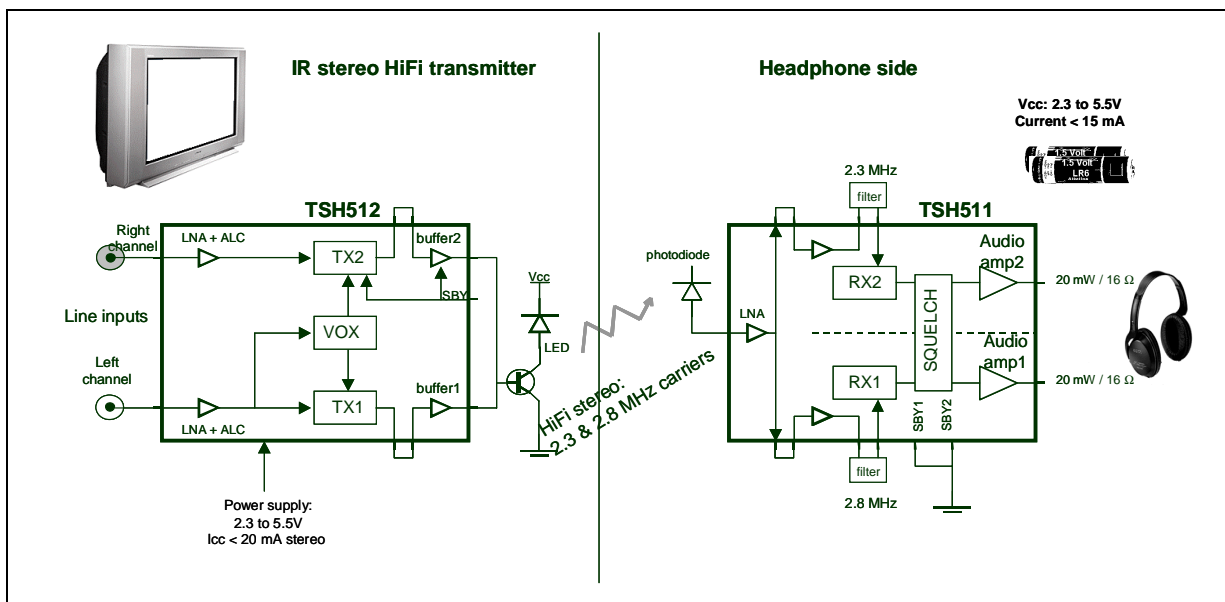 IR stereo HiFi transmitter
Headphone side
Vcc: 2.3 to 5.5V
Current < 15 mA
1.5 Volt
1.5 Volt
LR6
TSH512
Right
channel
LNA + ALC
TX2
buffer2
SBY
Line inputs
VOX
Left
channel
LNA + ALC
TX1
buffer1
Vcc
LED
Power supply:
2.3 to 5.5V
Icc < 20 mA stereo
HiFi stereo:
2.3 & 2.8 MHz carriers
2.3 MHz
filter
TSH511
photodiode
LNA
RX2
Audio
amp2
20 mW / 16 Ω
SQUELCH
Audio
amp1
20 mW / 16 Ω
RX1
SBY1
SBY2
filter
2.8 MHz